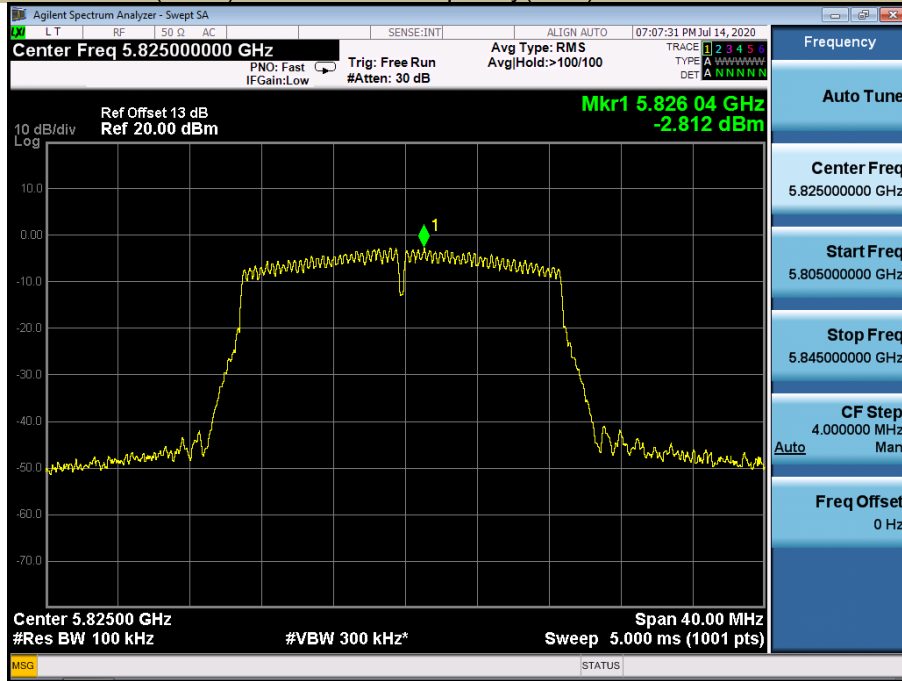 Agilent Spectrum Analyzer - Swept SA
LXI L T RF 50 Ω AC SENSE:INT ALIGN AUTO 07:07:31 PM Jul 14, 2020
Center Freq 5.825000000 GHz
PNO: Fast
IFGain:Low
Trig: Free Run
#Atten: 30 dB
Avg Type: RMS
Avg|Hold:>100/100
TRACE 1 2 3 4 5 6
TYPE A WWWWW
DET A N N N N N
Frequency
Auto Tune
Ref Offset 13 dB
10 dB/div Ref 20.00 dBm
Log
Mkr1 5.826 04 GHz
-2.812 dBm
10.0
0.00
-10.0
-20.0
-30.0
-40.0
-50.0
-60.0
-70.0
1
Center Freq
5.825000000 GHz
Start Freq
5.805000000 GHz
Stop Freq
5.845000000 GHz
CF Step
4.000000 MHz
Auto Man
Freq Offset
0 Hz
Center 5.82500 GHz Span 40.00 MHz
#Res BW 100 kHz #VBW 300 kHz* Sweep 5.000 ms (1001 pts)
MSG STATUS